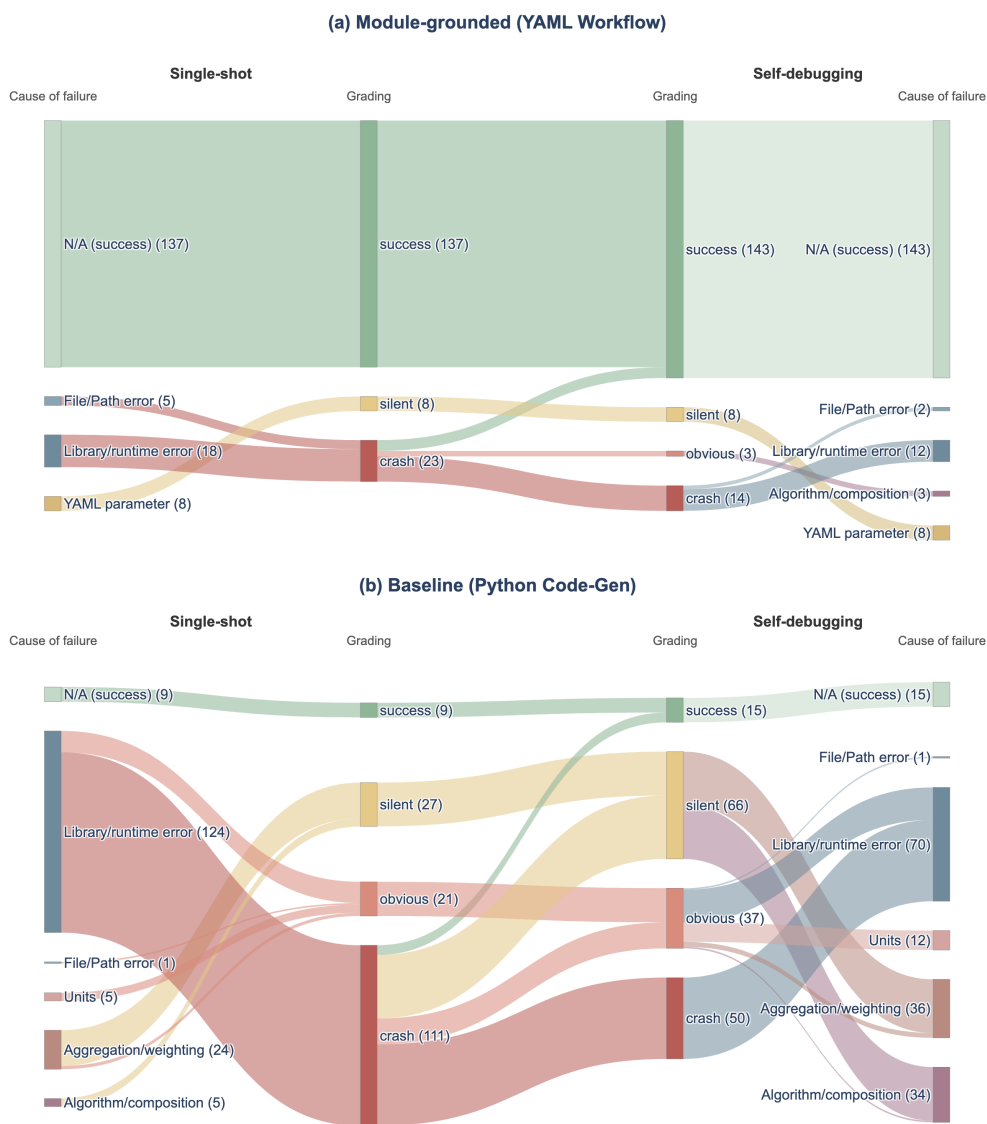 (a) Module-grounded (YAML Workflow)
Single-shot
Self-debugging
Cause of failure
Grading
Grading
Cause of failure
N/A (success) (137)
success (137)
success (143)
N/A (success) (143)
File/Path error (5)
silent (8)
silent (8)
File/Path error (2)
Library/runtime error (18)
crash (23)
obvious (3)
Library/runtime error (12)
YAML parameter (8)
crash (14)
Algorithm/composition (3)
YAML parameter (8)
(b) Baseline (Python Code-Gen)
Single-shot
Self-debugging
Cause of failure
Grading
Grading
Cause of failure
N/A (success) (9)
success (9)
success (15)
N/A (success) (15)
File/Path error (1)
Library/runtime error (124)
silent (27)
silent (66)
Library/runtime error (70)
obvious (21)
obvious (37)
Units (12)
File/Path error (1)
Units (5)
crash (111)
crash (50)
Aggregation/weighting (36)
Aggregation/weighting (24)
Algorithm/composition (5)
Algorithm/composition (34)